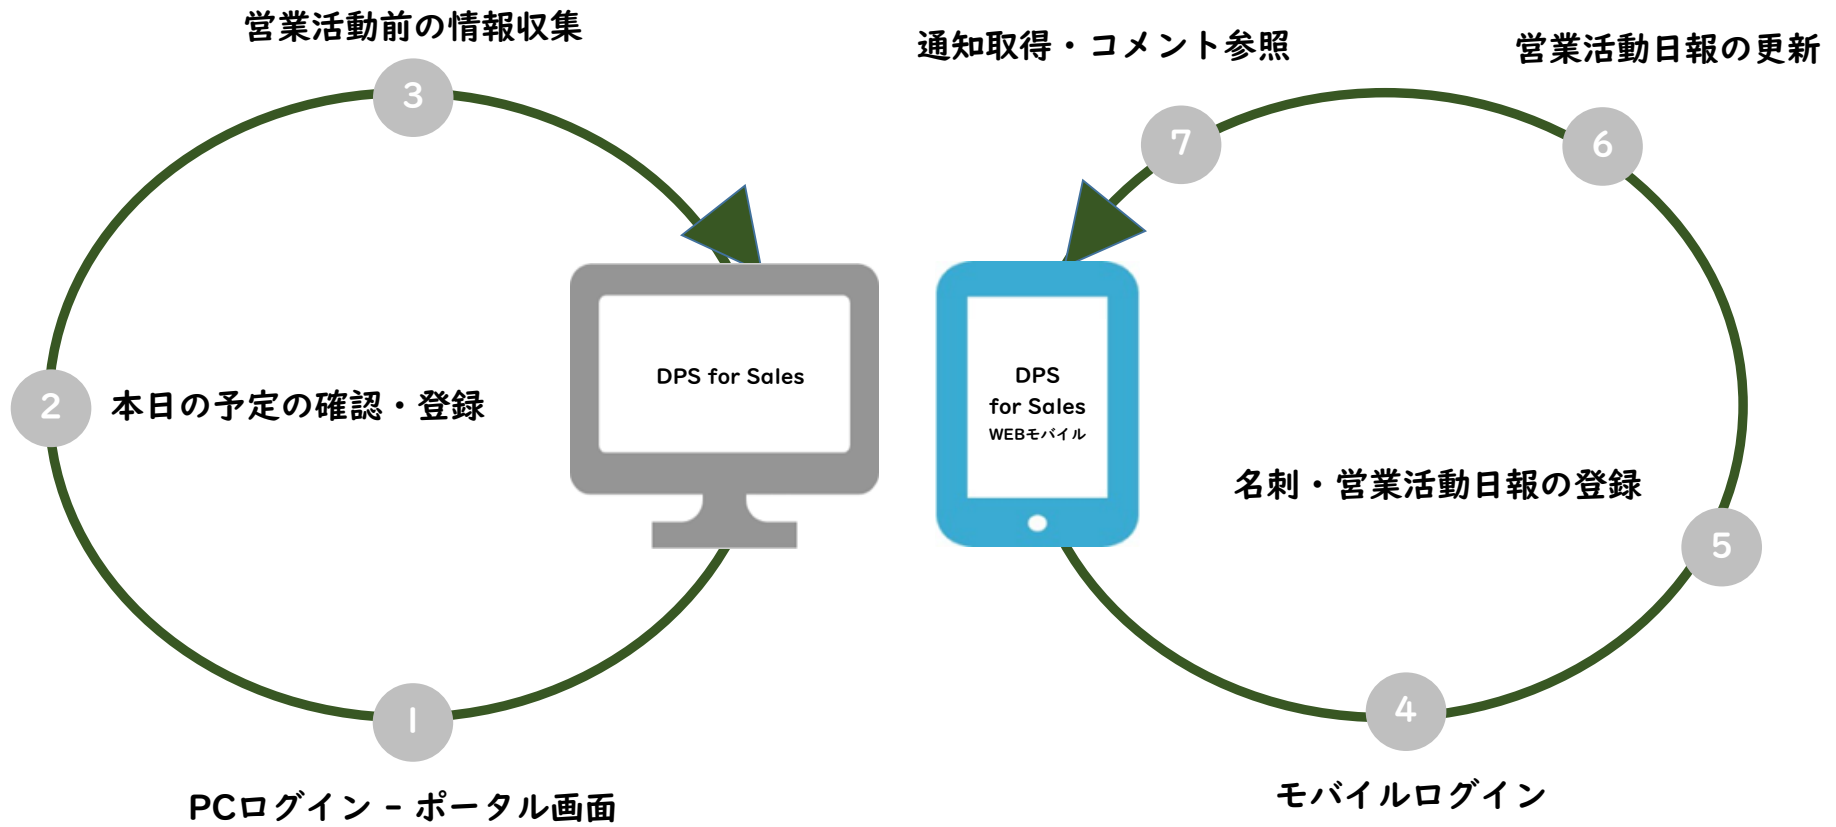 営業活動前の情報収集
3
2
本日の予定の確認・登録
1
PCログイン - ポータル画面
DPS for Sales
通知取得・コメント参照
営業活動日報の更新
7
6
DPS
for Sales
WEBモバイル
名刺・営業活動日報の登録
5
4
モバイルログイン